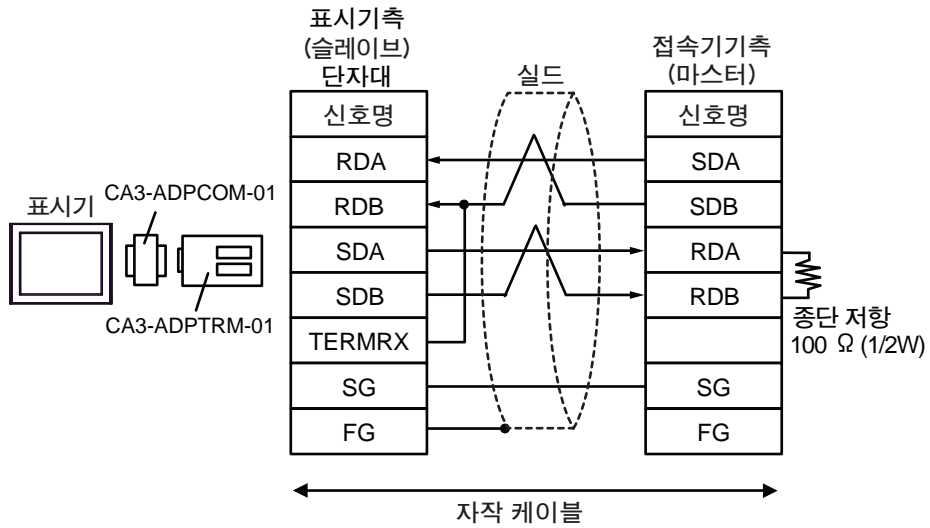 표시기측
(슬레이브)
단자대
실드
접속기기측
(마스터)
신호명
신호명
RDA
SDA
RDB
SDB
SDA
RDA
SDB
RDB
TERMRX
SG
SG
FG
FG
표시기
CA3-ADPCOM-01
CA3-ADPTRM-01
종단 저항
100 Ω (1/2W)
자작 케이블